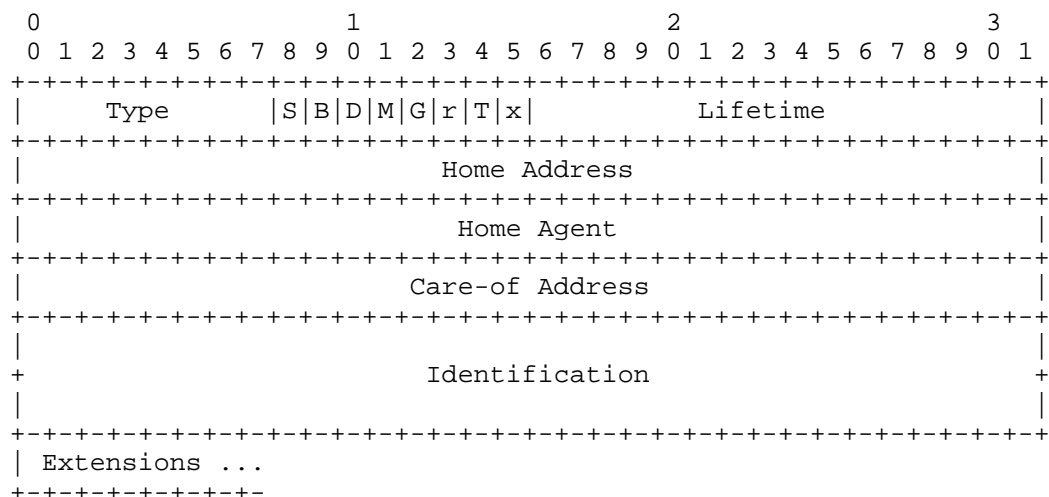 0                   1                   2                   3
 0 1 2 3 4 5 6 7 8 9 0 1 2 3 4 5 6 7 8 9 0 1 2 3 4 5 6 7 8 9 0 1
+-+-+-+-+-+-+-+-+-+-+-+-+-+-+-+-+-+-+-+-+-+-+-+-+-+-+-+-+-+-+-+-+
|     Type      |S|B|D|M|G|r|T|x|          Lifetime             |
+-+-+-+-+-+-+-+-+-+-+-+-+-+-+-+-+-+-+-+-+-+-+-+-+-+-+-+-+-+-+-+-+
|                          Home Address                         |
+-+-+-+-+-+-+-+-+-+-+-+-+-+-+-+-+-+-+-+-+-+-+-+-+-+-+-+-+-+-+-+-+
|                           Home Agent                          |
+-+-+-+-+-+-+-+-+-+-+-+-+-+-+-+-+-+-+-+-+-+-+-+-+-+-+-+-+-+-+-+-+
|                        Care-of Address                        |
+-+-+-+-+-+-+-+-+-+-+-+-+-+-+-+-+-+-+-+-+-+-+-+-+-+-+-+-+-+-+-+-+
|                                                               |
+                         Identification                        +
|                                                               |
+-+-+-+-+-+-+-+-+-+-+-+-+-+-+-+-+-+-+-+-+-+-+-+-+-+-+-+-+-+-+-+-+
| Extensions ...
+-+-+-+-+-+-+-+-